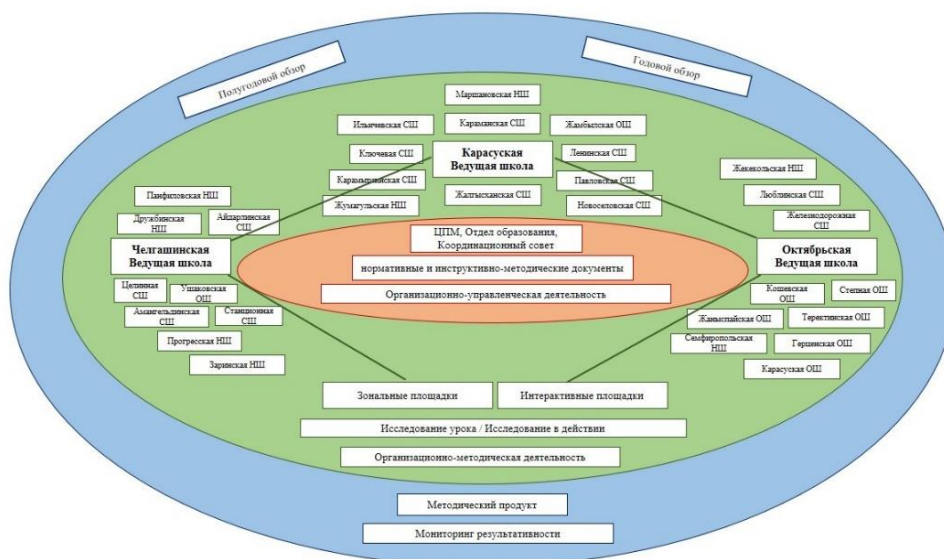 Полугодовой обзор
Годовой обзор
Маршановская НШ
Ильичевская СШ
Караманская СШ
Жамбылская ОШ
Ключевая СШ
Карасуская
Ведущая школа
Ленинская СШ
Карамырзинская СШ
Жалгысканская СШ
Павловская СШ
Жумагульская НШ
Новоселовская СШ
Жекекольская НШ
Люблинская СШ
Железнодорожная
СШ
Панфиловская НШ
Дружбинская
НШ
Айдарлинская
СШ
Челгашинская
Ведущая школа
ЦПМ, Отдел образования,
Координационный совет
нормативные и инструктивно-методические документы
Организационно-управленческая деятельность
Октябрьская
Ведущая школа
Целинная
СШ
Ушаковская
ОШ
Амангельдинская
СШ
Станционная
СШ
Прогресская НШ
Заринская НШ
Кошевская
ОШ
Степная ОШ
Жаныспайская ОШ
Теректинская ОШ
Семфиропольская
НШ
Герценская ОШ
Карасуская ОШ
Зональные площадки
Интерактивные площадки
Исследование урока / Исследование в действии
Организационно-методическая деятельность
Методический продукт
Мониторинг результативности